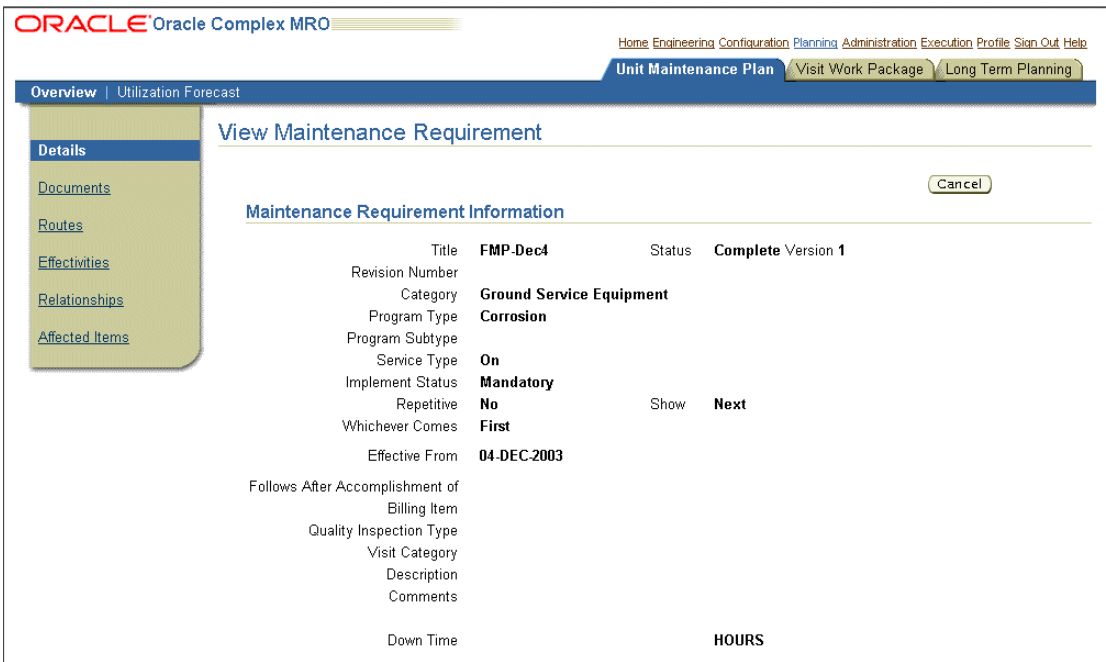 ORACLE Oracle Complex MRO
Home Engineering Configuration Planning Administration Execution Profile Sign Out Help
Unit Maintenance Plan Visit Work Package Long Term Planning
Overview | Utilization Forecast
View Maintenance Requirement
Details
Documents
Routes
Effectivities
Relationships
Affected Items
Cancel
Maintenance Requirement Information
Title FMP-Dec4 Status Complete Version 1
Revision Number
Category Ground Service Equipment
Program Type Corrosion
Program Subtype
Service Type On
Implement Status Mandatory
Repetitive No Show Next
Whichever Comes First
Effective From 04-DEC-2003
Follows After Accomplishment of
Billing Item
Quality Inspection Type
Visit Category
Description
Comments
Down Time HOURS